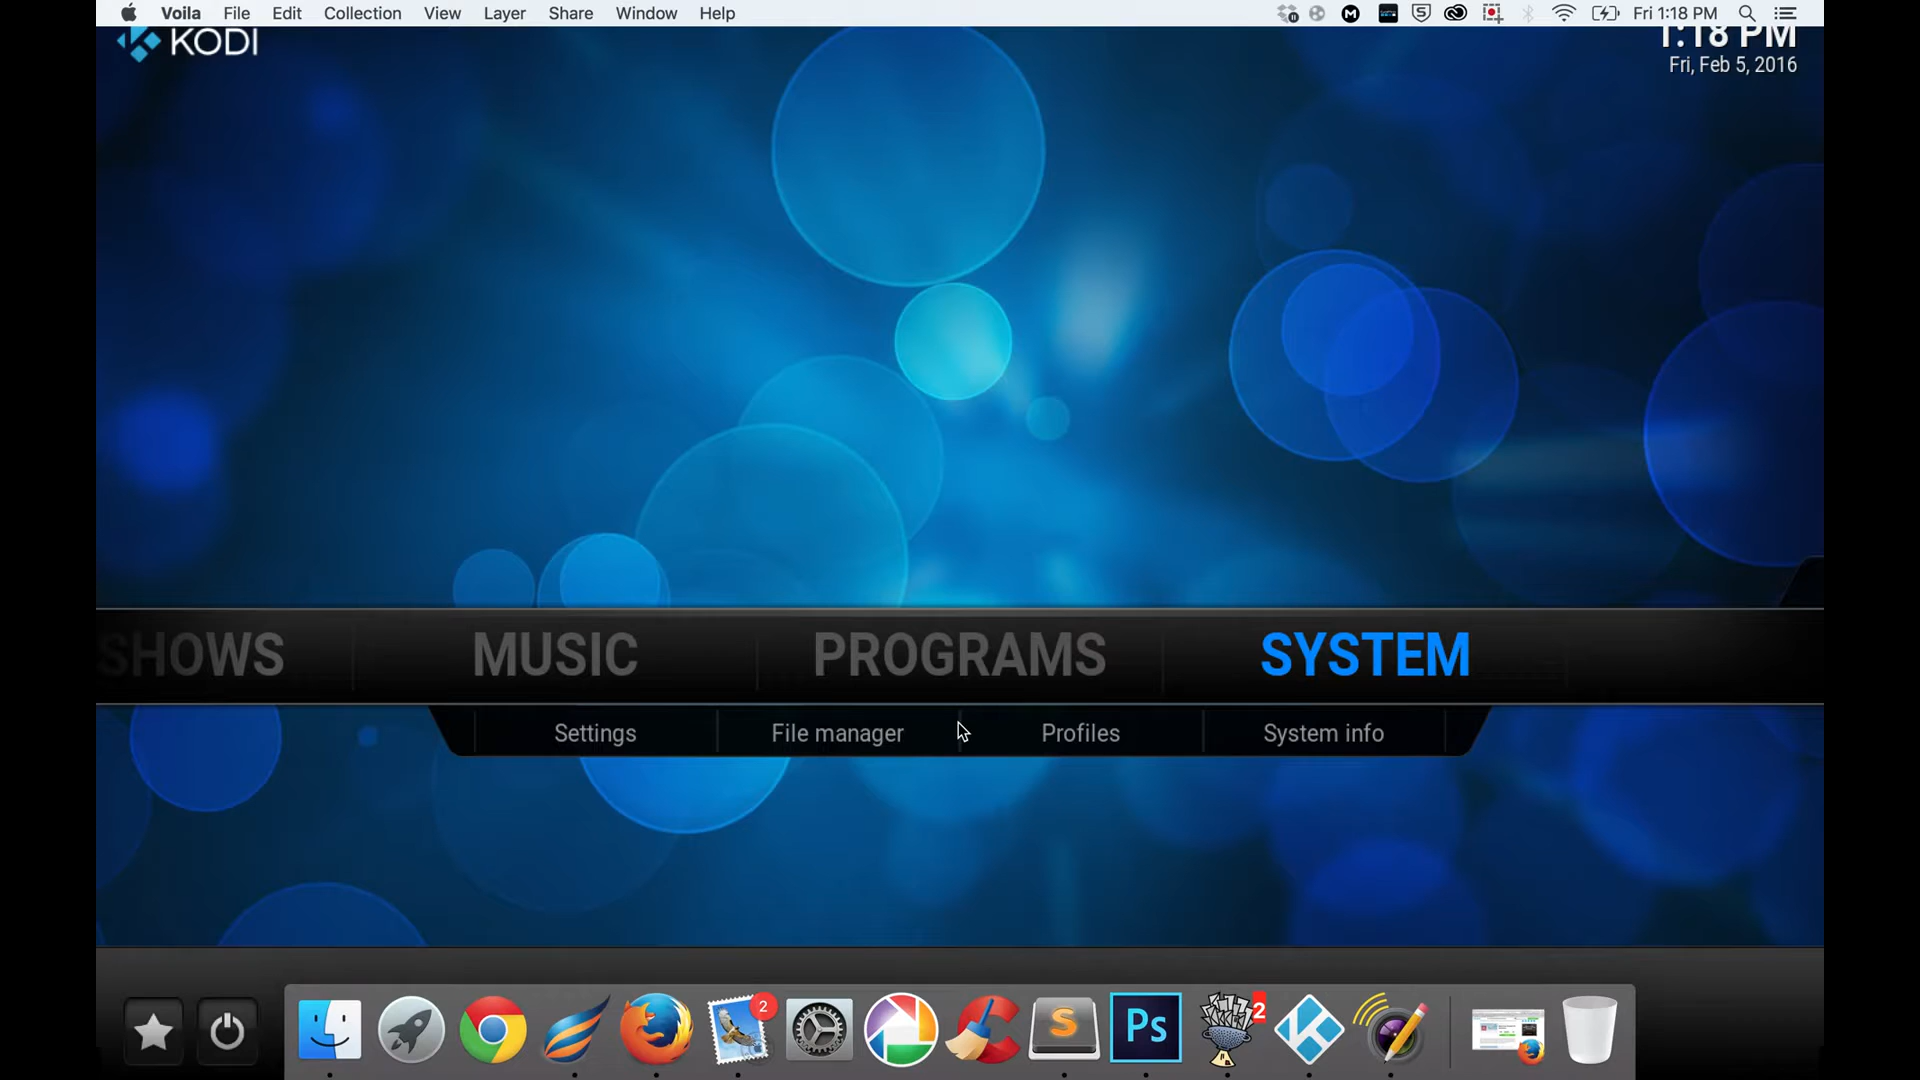 Voila File Edit Collection View Layer Share Window Help Fri 1:18 PM
KODI
1:18 PM
Fri, Feb 5, 2016
SHOWS MUSIC PROGRAMS SYSTEM
Settings File manager Profiles System info
2
S
Ps
2